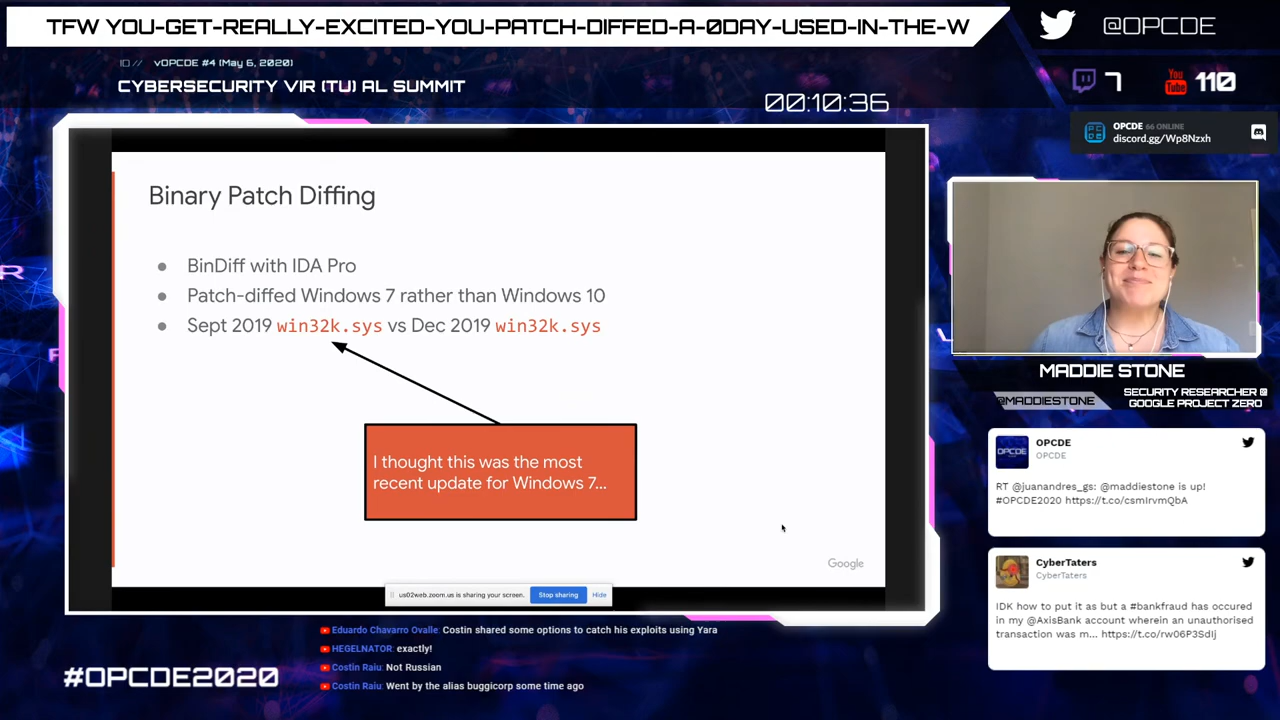 TFW YOU-GET-REALLY-EXCITED-YOU-PATCH-DIFFED-A-0DAY-USED-IN-THE-W
@OPCDE
ID // vOPCDE #4 (May 6, 2020)
CYBERSECURITY VIR (TU) AL SUMMIT
00:10:36
7
You Tube
110
OPCDE 66 ONLINE
discord.gg/Wp8Nzxh
Binary Patch Diffing
● BinDiff with IDA Pro
● Patch-diffed Windows 7 rather than Windows 10
● Sept 2019 win32k.sys vs Dec 2019 win32k.sys
I thought this was the most
recent update for Windows 7...
Google
us02web.zoom.us is sharing your screen. Stop sharing Hide
MADDIE STONE
@MADDIESTONE
SECURITY RESEARCHER @
GOOGLE PROJECT ZERO
OPCDE
OPCDE
OPCDE
RT @juanandres_gs: @maddiestone is up!
#OPCDE2020 https://t.co/csmIrvmQbA
CyberTaters
CyberTaters
IDK how to put it as but a #bankfraud has occured
in my @AxisBank account wherein an unauthorised
transaction was m... https://t.co/rw06P3SdIj
Eduardo Chavarro Ovalle: Costin shared some options to catch his exploits using Yara
HEGELNATOR: exactly!
Costin Raiu: Not Russian
Costin Raiu: Went by the alias buggicorp some time ago
#OPCDE2020